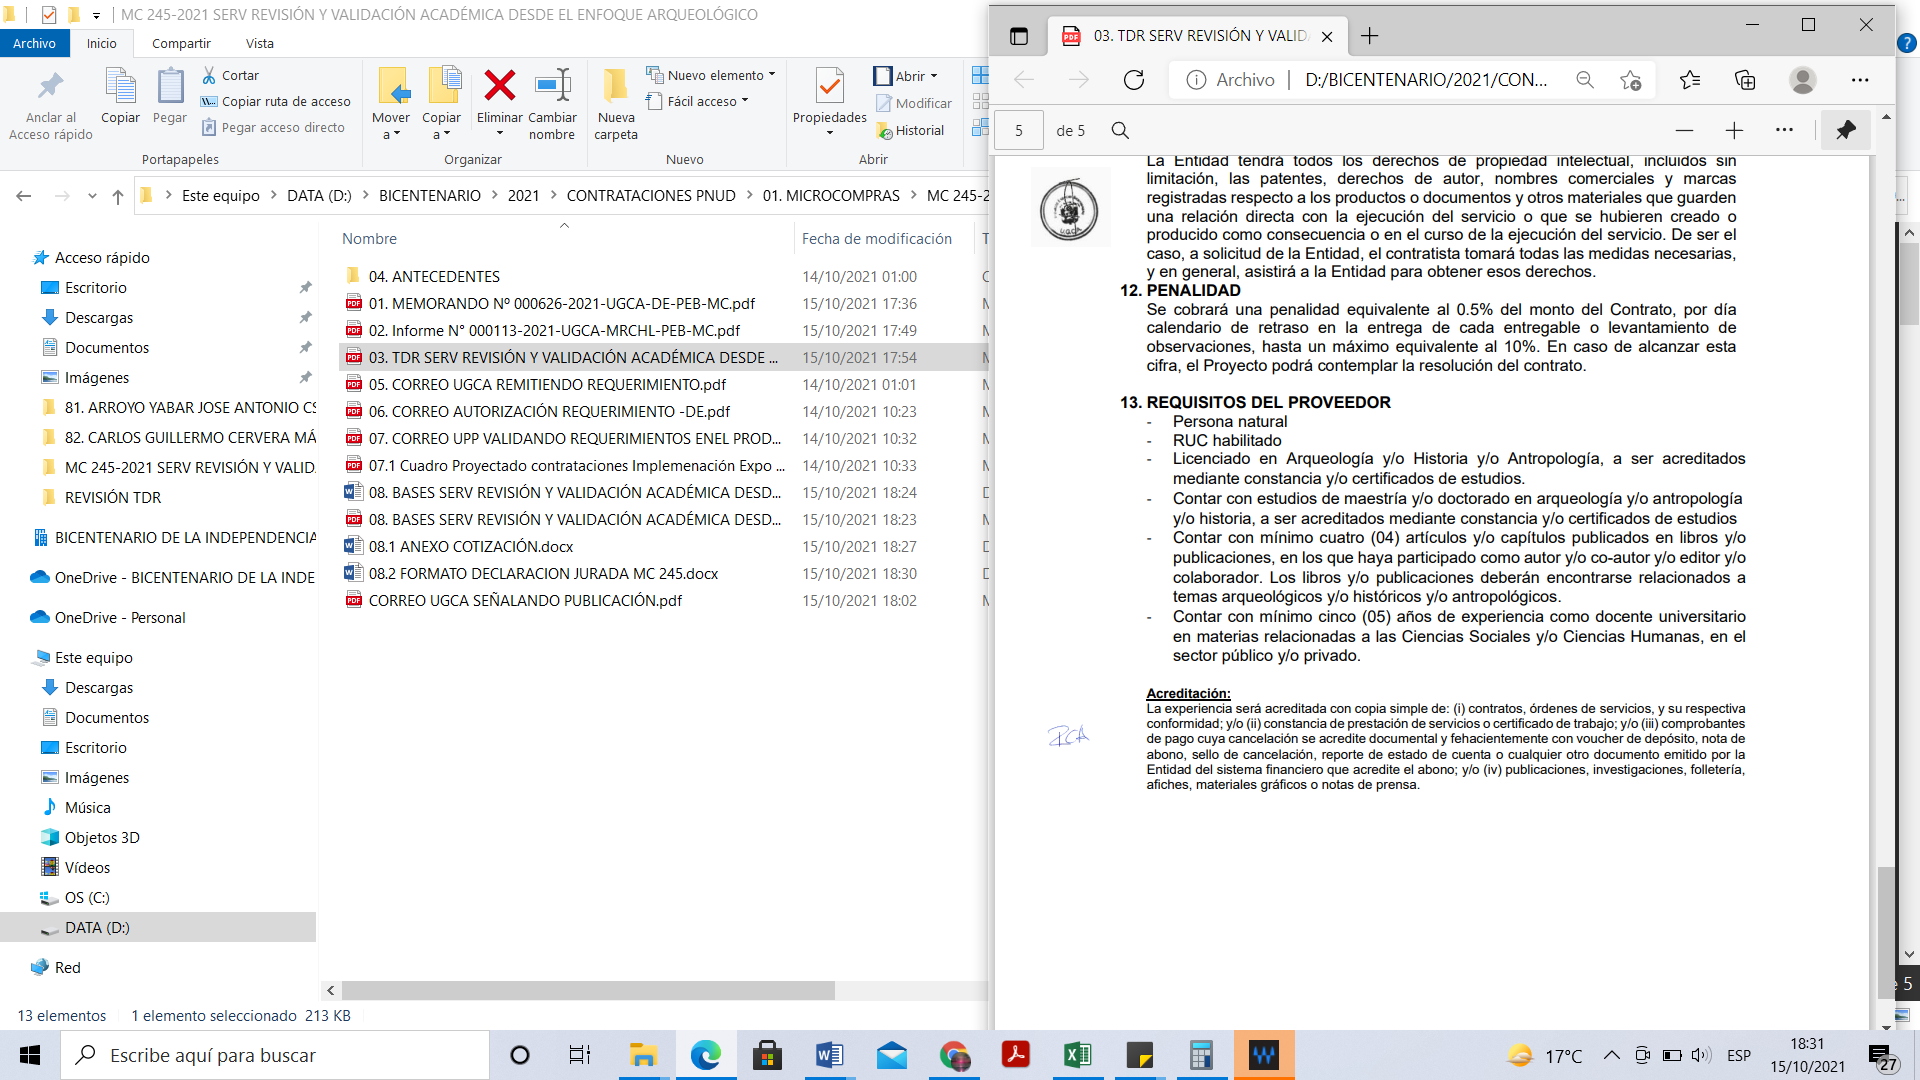 MC 245-2021 SERV REVISIÓN Y VALIDACIÓN ACADÉMICA DESDE EL ENFOQUE ARQUEOLÓGICO
Archivo Inicio Compartir Vista
Anclar al Acceso rápido
Copiar
Pegar
Cortar
Copiar ruta de acceso
Pegar acceso directo
Portapapeles
Mover a
Copiar a
Eliminar
Cambiar nombre
Organizar
Nueva carpeta
Nuevo elemento
Fácil acceso
Nuevo
Propiedades
Abrir
Modificar
Historial
Abrir
Este equipo > DATA (D:) > BICENTENARIO > 2021 > CONTRATACIONES PNUD > 01. MICROCOMPRAS > MC 245-2
Acceso rápido
Escritorio
Descargas
Documentos
Imágenes
81. ARROYO YABAR JOSE ANTONIO CS
82. CARLOS GUILLERMO CERVERA MÁ
MC 245-2021 SERV REVISIÓN Y VALID
REVISIÓN TDR
BICENTENARIO DE LA INDEPENDENCIA
OneDrive - BICENTENARIO DE LA INDE
OneDrive - Personal
Este equipo
Descargas
Documentos
Escritorio
Imágenes
Música
Objetos 3D
Vídeos
OS (C:)
DATA (D:)
Red
Nombre Fecha de modificación T
04. ANTECEDENTES 14/10/2021 01:00 C
01. MEMORANDO Nº 000626-2021-UGCA-DE-PEB-MC.pdf 15/10/2021 17:36
02. Informe N° 000113-2021-UGCA-MRCHL-PEB-MC.pdf 15/10/2021 17:49
03. TDR SERV REVISIÓN Y VALIDACIÓN ACADÉMICA DESDE ... 15/10/2021 17:54
05. CORREO UGCA REMITIENDO REQUERIMIENTO.pdf 14/10/2021 01:01
06. CORREO AUTORIZACIÓN REQUERIMIENTO -DE.pdf 14/10/2021 10:23
07. CORREO UPP VALIDANDO REQUERIMIENTOS ENEL PROD... 14/10/2021 10:32
07.1 Cuadro Proyectado contrataciones Implemenación Expo ... 14/10/2021 10:33
08. BASES SERV REVISIÓN Y VALIDACIÓN ACADÉMICA DESD... 15/10/2021 18:24
08. BASES SERV REVISIÓN Y VALIDACIÓN ACADÉMICA DESD... 15/10/2021 18:23
08.1 ANEXO COTIZACIÓN.docx 15/10/2021 18:27
08.2 FORMATO DECLARACION JURADA MC 245.docx 15/10/2021 18:30
CORREO UGCA SEÑALANDO PUBLICACIÓN.pdf 15/10/2021 18:02
13 elementos 1 elemento seleccionado 213 KB
03. TDR SERV REVISIÓN Y VALID
Archivo | D:/BICENTENARIO/2021/CON...
5 de 5
La Entidad tendrá todos los derechos de propiedad intelectual, incluidos sin
limitación, las patentes, derechos de autor, nombres comerciales y marcas
registradas respecto a los productos o documentos y otros materiales que guarden
una relación directa con la ejecución del servicio o que se hubieren creado o
producido como consecuencia o en el curso de la ejecución del servicio. De ser el
caso, a solicitud de la Entidad, el contratista tomará todas las medidas necesarias,
y en general, asistirá a la Entidad para obtener esos derechos.
12. PENALIDAD
Se cobrará una penalidad equivalente al 0.5% del monto del Contrato, por día
calendario de retraso en la entrega de cada entregable o levantamiento de
observaciones, hasta un máximo equivalente al 10%. En caso de alcanzar esta
cifra, el Proyecto podrá contemplar la resolución del contrato.
13. REQUISITOS DEL PROVEEDOR
- Persona natural
- RUC habilitado
- Licenciado en Arqueología y/o Historia y/o Antropología, a ser acreditados
mediante constancia y/o certificados de estudios.
- Contar con estudios de maestría y/o doctorado en arqueología y/o antropología
y/o historia, a ser acreditados mediante constancia y/o certificados de estudios
- Contar con mínimo cuatro (04) artículos y/o capítulos publicados en libros y/o
publicaciones, en los que haya participado como autor y/o co-autor y/o editor y/o
colaborador. Los libros y/o publicaciones deberán encontrarse relacionados a
temas arqueológicos y/o históricos y/o antropológicos.
- Contar con mínimo cinco (05) años de experiencia como docente universitario
en materias relacionadas a las Ciencias Sociales y/o Ciencias Humanas, en el
sector público y/o privado.
Acreditación:
La experiencia será acreditada con copia simple de: (i) contratos, órdenes de servicios, y su respectiva
conformidad; y/o (ii) constancia de prestación de servicios o certificado de trabajo; y/o (iii) comprobantes
de pago cuya cancelación se acredite documental y fehacientemente con voucher de depósito, nota de
abono, sello de cancelación, reporte de estado de cuenta o cualquier otro documento emitido por la
Entidad del sistema financiero que acredite el abono; y/o (iv) publicaciones, investigaciones, folletería,
afiches, materiales gráficos o notas de prensa.
Escribe aquí para buscar
17°C
ESP
18:31
15/10/2021
27